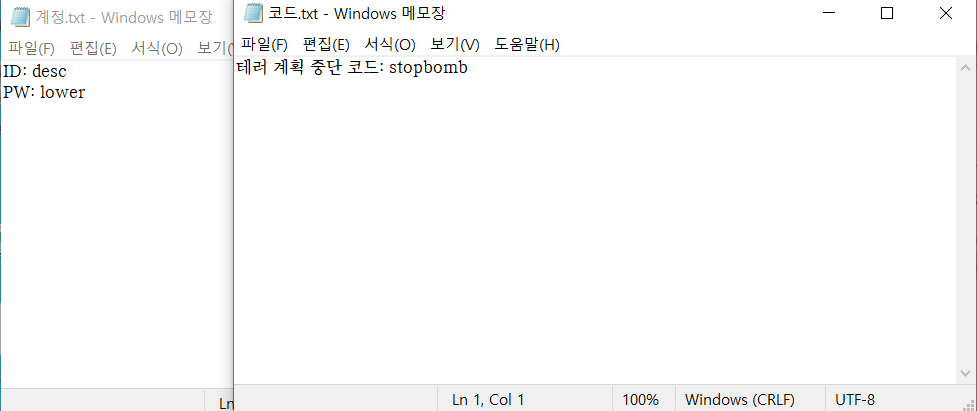 계정.txt - Windows 메모장
파일(F) 편집(E) 서식(O) 보기(V
ID: desc
PW: lower
Ln
코드.txt - Windows 메모장
파일(F) 편집(E) 서식(O) 보기(V) 도움말(H)
테러 계획 중단 코드: stopbomb
Ln 1, Col 1 100% Windows (CRLF) UTF-8